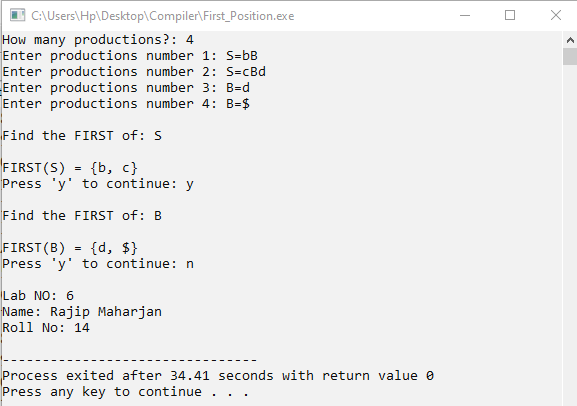 C:\Users\Hp\Desktop\Compiler\First_Position.exe
How many productions?: 4
Enter productions number 1: S=bB
Enter productions number 2: S=cBd
Enter productions number 3: B=d
Enter productions number 4: B=$
Find the FIRST of: S
FIRST(S) = {b, c}
Press 'y' to continue: y
Find the FIRST of: B
FIRST(B) = {d, $}
Press 'y' to continue: n
Lab NO: 6
Name: Rajip Maharjan
Roll No: 14
--------------------------------
Process exited after 34.41 seconds with return value 0
Press any key to continue . . .